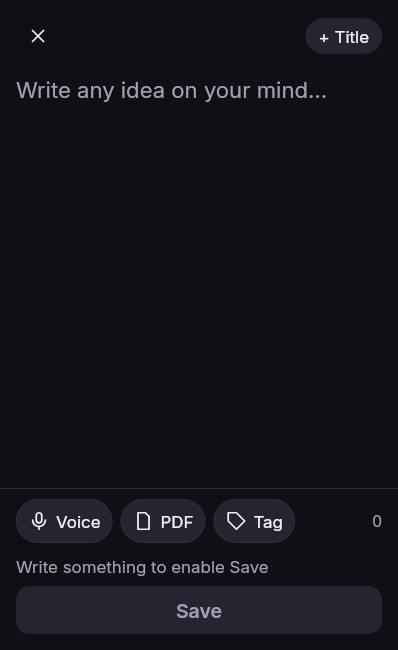 + Title
Write any idea on your mind...
Voice PDF Tag 0
Write something to enable Save
Save